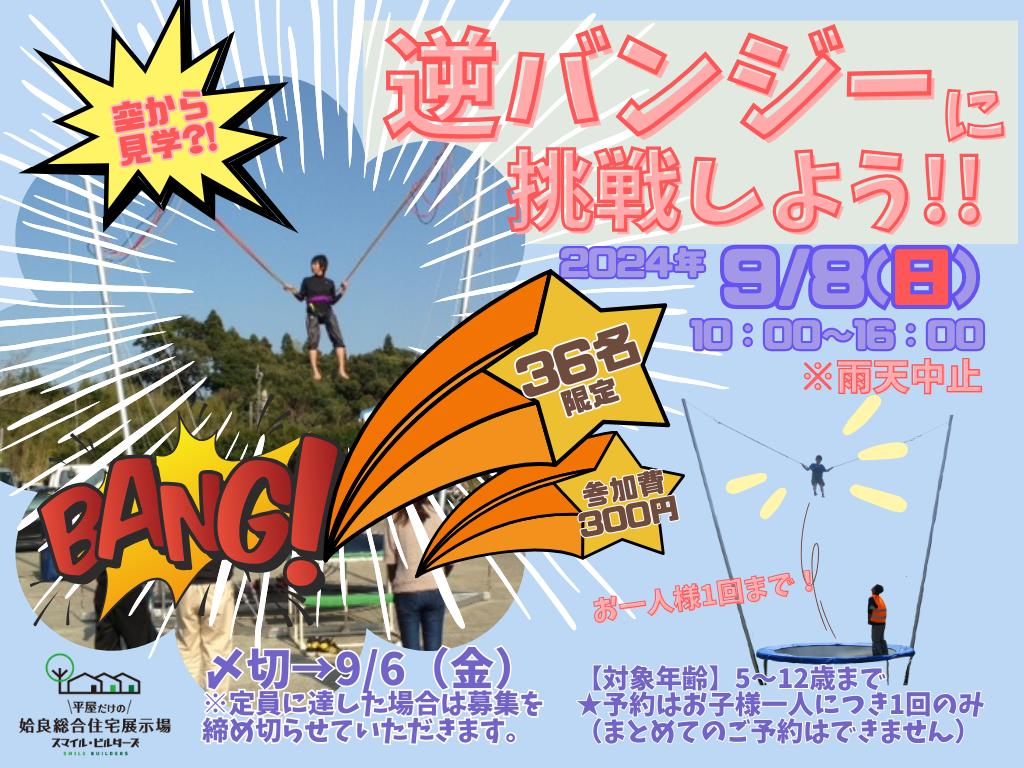 空から
見学?!
逆バンジーに
挑戦しよう!!
2024年 9/8(日)
10：00〜16：00
※雨天中止
36名
限定
参加費
300円
BANG!
お一人様1回まで！
〆切→9/6（金）
※定員に達した場合は募集を
締め切らせていただきます。
【対象年齢】5〜12歳まで
★予約はお子様一人につき1回のみ
（まとめてのご予約はできません）
\平屋だけの/
姶良総合住宅展示場
スマイル・ビルダーズ
SMILE BUILDERS